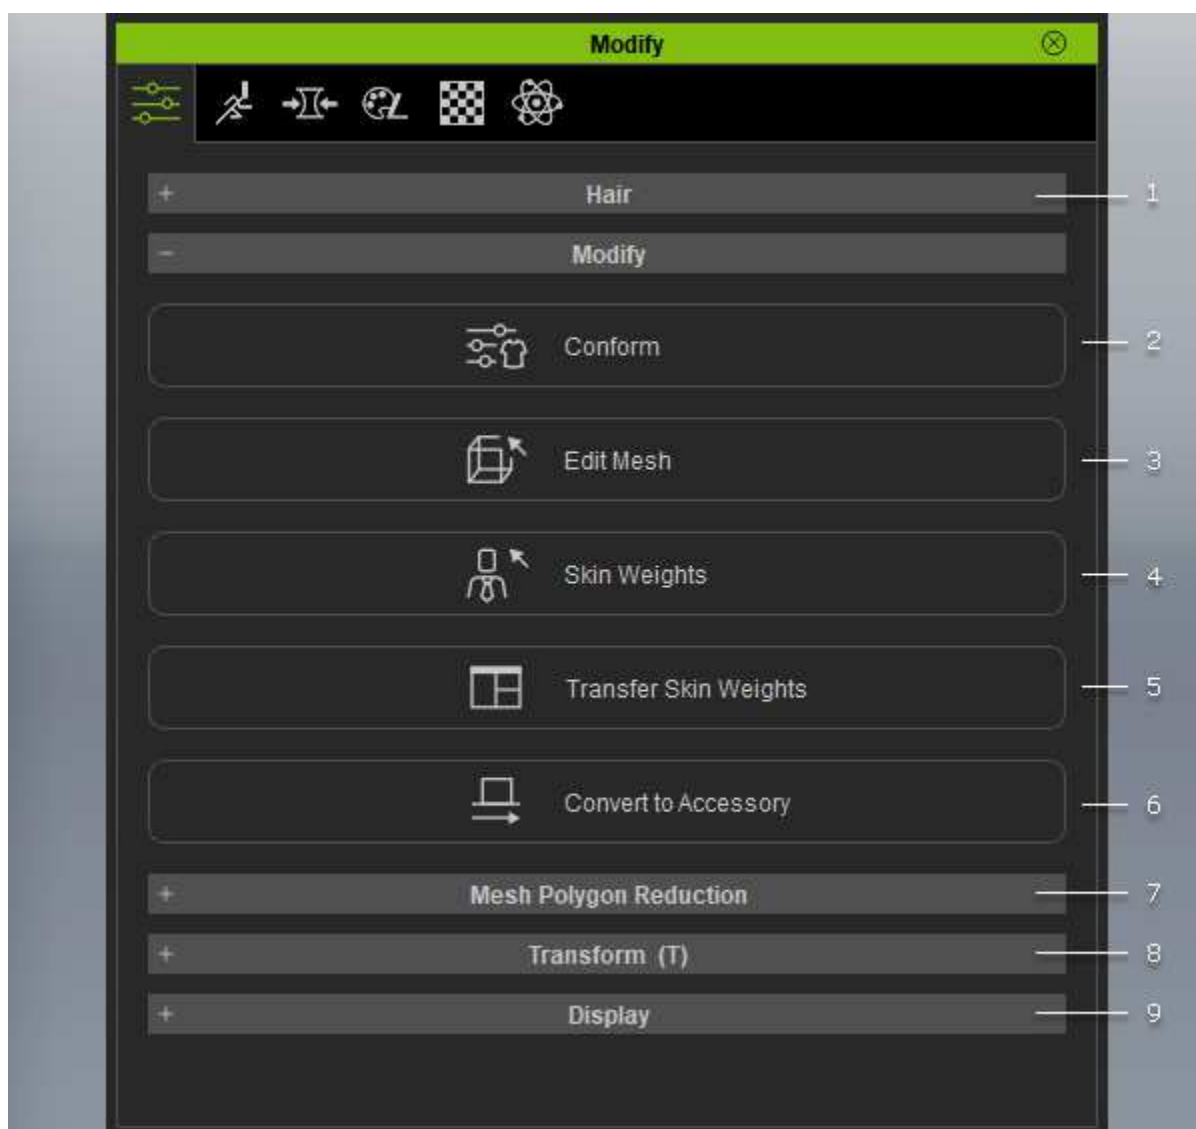 Modify
+ Hair 1
- Modify
Conform 2
Edit Mesh 3
Skin Weights 4
Transfer Skin Weights 5
Convert to Accessory 6
+ Mesh Polygon Reduction 7
+ Transform (T) 8
+ Display 9